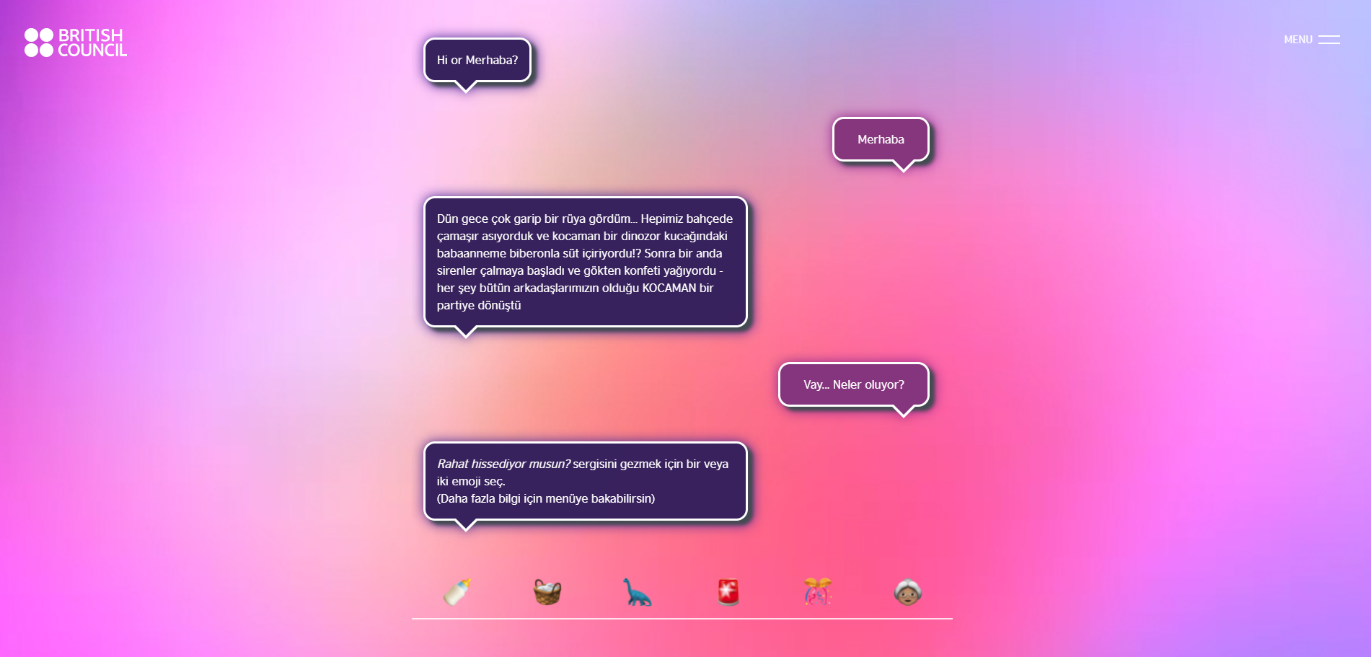 BRITISH
COUNCIL
MENU
Hi or Merhaba?
Merhaba
Dün gece çok garip bir rüya gördüm... Hepimiz bahçede
çamaşır asıyorduk ve kocaman bir dinozor kucağındaki
babaanneme biberonla süt içiriyordu!? Sonra bir anda
sirenler çalmaya başladı ve gökten konfeti yağıyordu -
her şey bütün arkadaşlarımızın olduğu KOCAMAN bir
partiye dönüştü
Vay... Neler oluyor?
Rahat hissediyor musun? sergisini gezmek için bir veya
iki emoji seç.
(Daha fazla bilgi için menüye bakabilirsin)